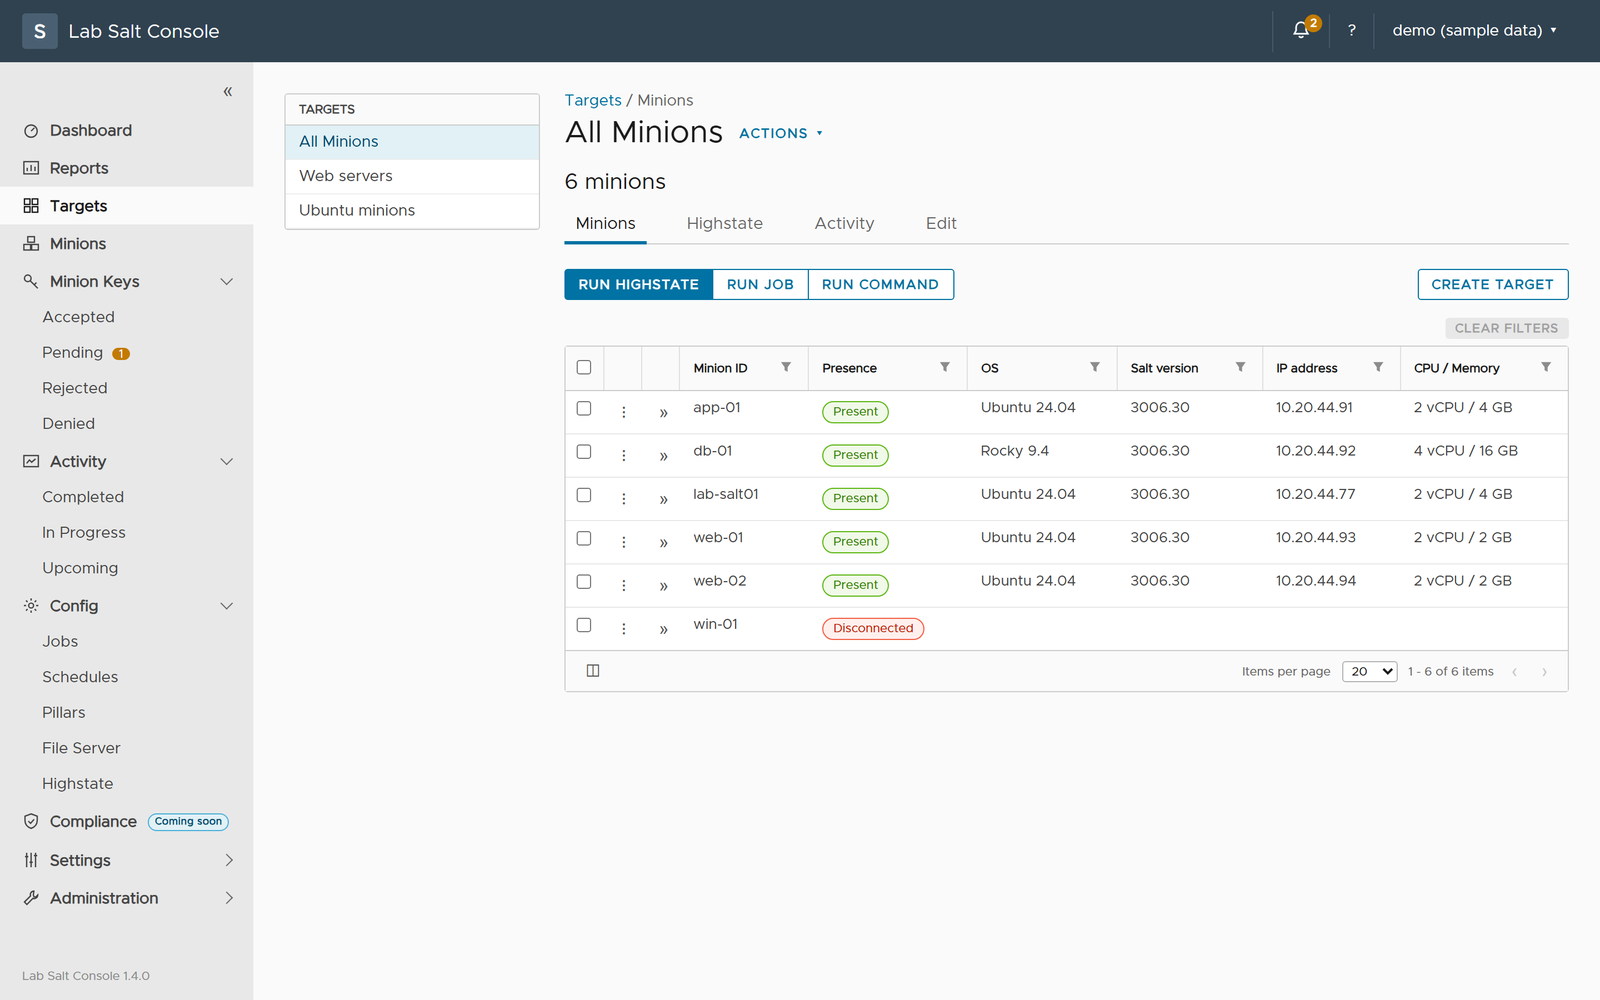 S Lab Salt Console
2
?
demo (sample data)
«
Dashboard
Reports
Targets
Minions
Minion Keys
Accepted
Pending 1
Rejected
Denied
Activity
Completed
In Progress
Upcoming
Config
Jobs
Schedules
Pillars
File Server
Highstate
Compliance Coming soon
Settings
Administration
Lab Salt Console 1.4.0
TARGETS
All Minions
Web servers
Ubuntu minions
Targets / Minions
All Minions ACTIONS
6 minions
Minions Highstate Activity Edit
RUN HIGHSTATE RUN JOB RUN COMMAND CREATE TARGET
CLEAR FILTERS
Minion ID Presence OS Salt version IP address CPU / Memory
» app-01 Present Ubuntu 24.04 3006.30 10.20.44.91 2 vCPU / 4 GB
» db-01 Present Rocky 9.4 3006.30 10.20.44.92 4 vCPU / 16 GB
» lab-salt01 Present Ubuntu 24.04 3006.30 10.20.44.77 2 vCPU / 4 GB
» web-01 Present Ubuntu 24.04 3006.30 10.20.44.93 2 vCPU / 2 GB
» web-02 Present Ubuntu 24.04 3006.30 10.20.44.94 2 vCPU / 2 GB
» win-01 Disconnected
Items per page 20 1 - 6 of 6 items ‹ ›